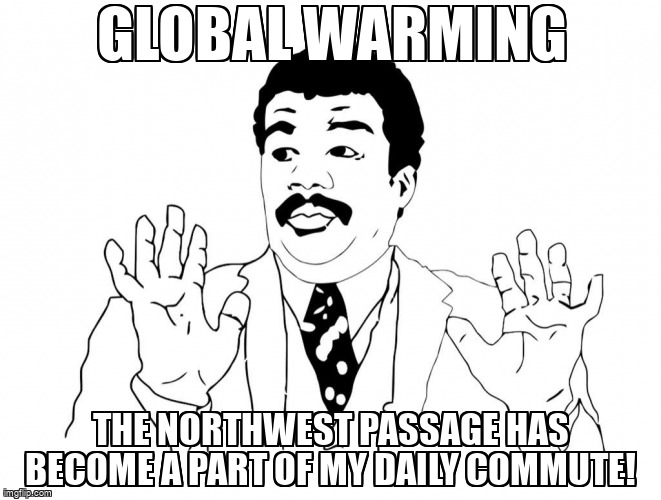 GLOBAL WARMING
THE NORTHWEST PASSAGE HAS
BECOME A PART OF MY DAILY COMMUTE!
imgflip.com